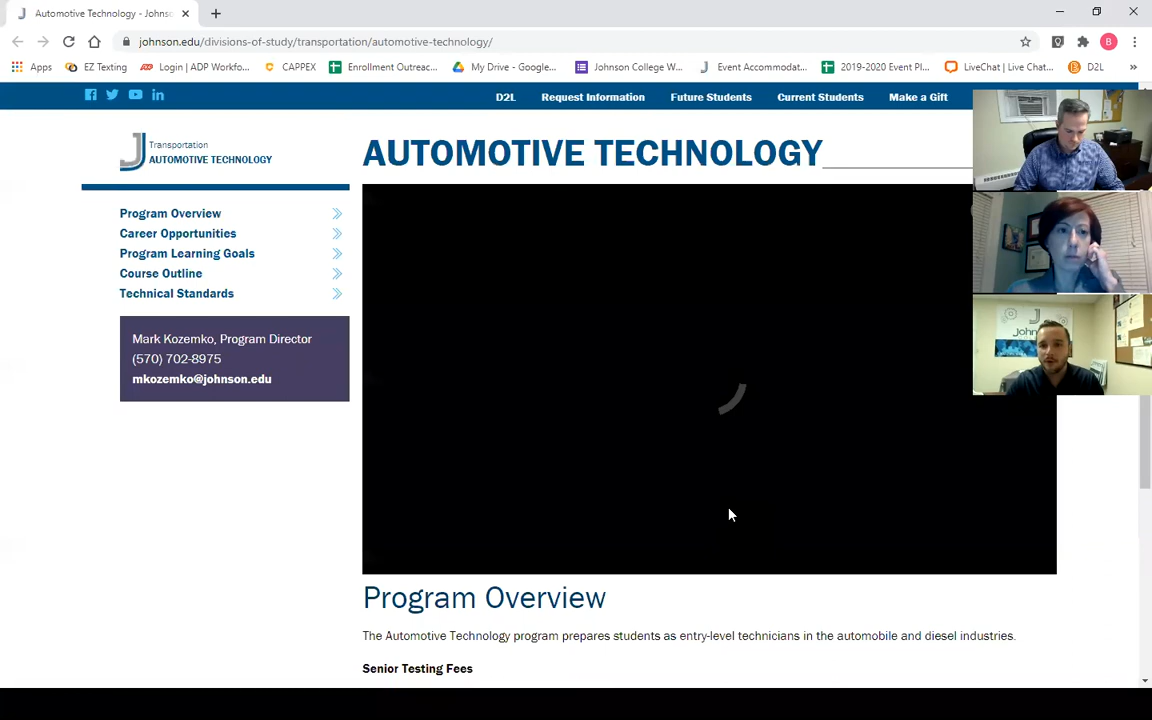 Automotive Technology - Johns
johnson.edu/divisions-of-study/transportation/automotive-technology/
B
Apps
EZ Texting
Login | ADP Workfo...
CAPPEX
Enrollment Outreac...
My Drive - Google...
Johnson College W...
Event Accommodat...
2019-2020 Event Pl...
LiveChat | Live Chat...
D2L
D2L
Request Information
Future Students
Current Students
Make a Gift
Transportation
AUTOMOTIVE TECHNOLOGY
AUTOMOTIVE TECHNOLOGY
Program Overview
Career Opportunities
Program Learning Goals
Course Outline
Technical Standards
Mark Kozemko, Program Director
(570) 702-8975
mkozemko@johnson.edu
Program Overview
The Automotive Technology program prepares students as entry-level technicians in the automobile and diesel industries.
Senior Testing Fees